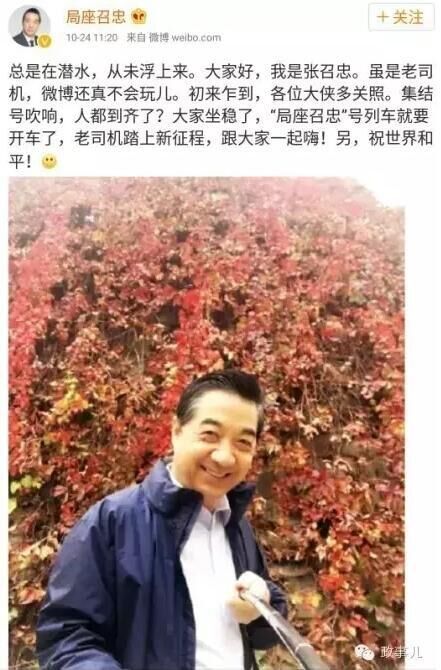 局座召忠
+关注
10-24 11:20 来自 微博 weibo.com
总是在潜水，从未浮上来。大家好，我是张召忠。虽是老司
机，微博还真不会玩儿。初来乍到，各位大侠多关照。集结
号吹响，人都到齐了？大家坐稳了，“局座召忠”号列车就要
开车了，老司机踏上新征程，跟大家一起嗨！另，祝世界和
平！
政事儿